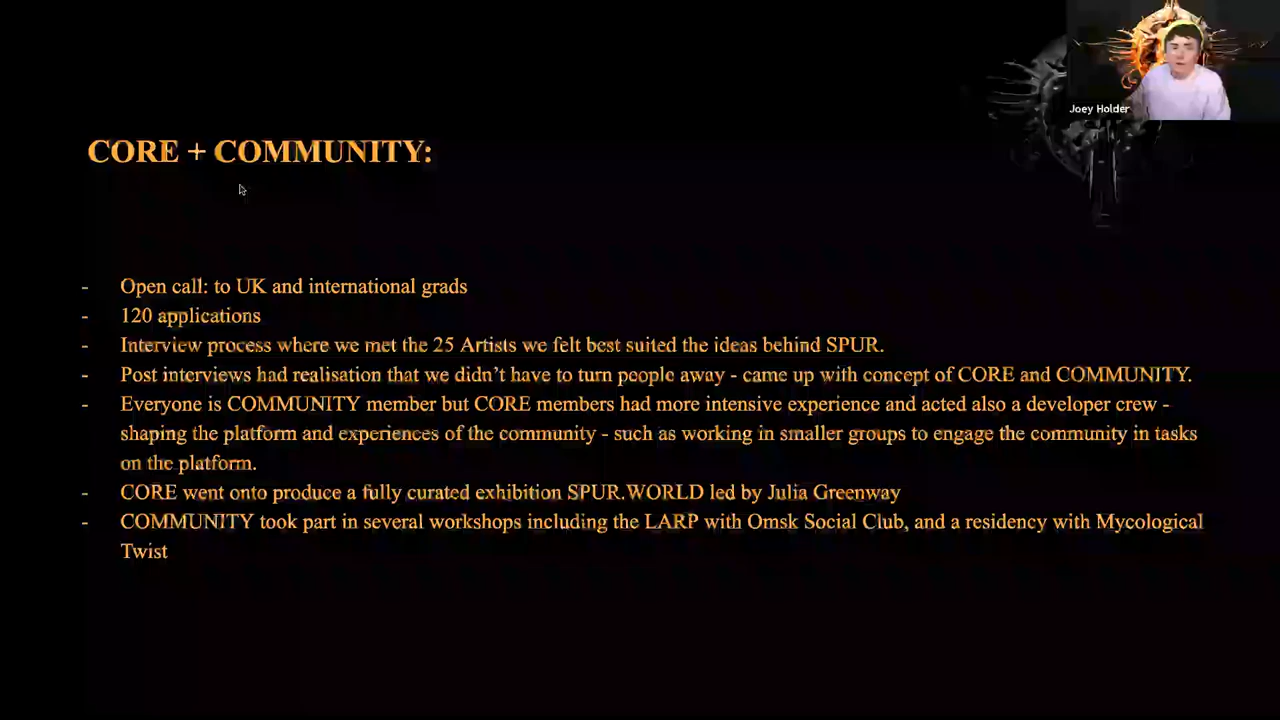 Joey Holder
CORE + COMMUNITY:
- Open call: to UK and international grads
- 120 applications
- Interview process where we met the 25 Artists we felt best suited the ideas behind SPUR.
- Post interviews had realisation that we didn't have to turn people away - came up with concept of CORE and COMMUNITY.
- Everyone is COMMUNITY member but CORE members had more intensive experience and acted also a developer crew -
shaping the platform and experiences of the community - such as working in smaller groups to engage the community in tasks
on the platform.
- CORE went onto produce a fully curated exhibition SPUR.WORLD led by Julia Greenway
- COMMUNITY took part in several workshops including the LARP with Omsk Social Club, and a residency with Mycological
Twist